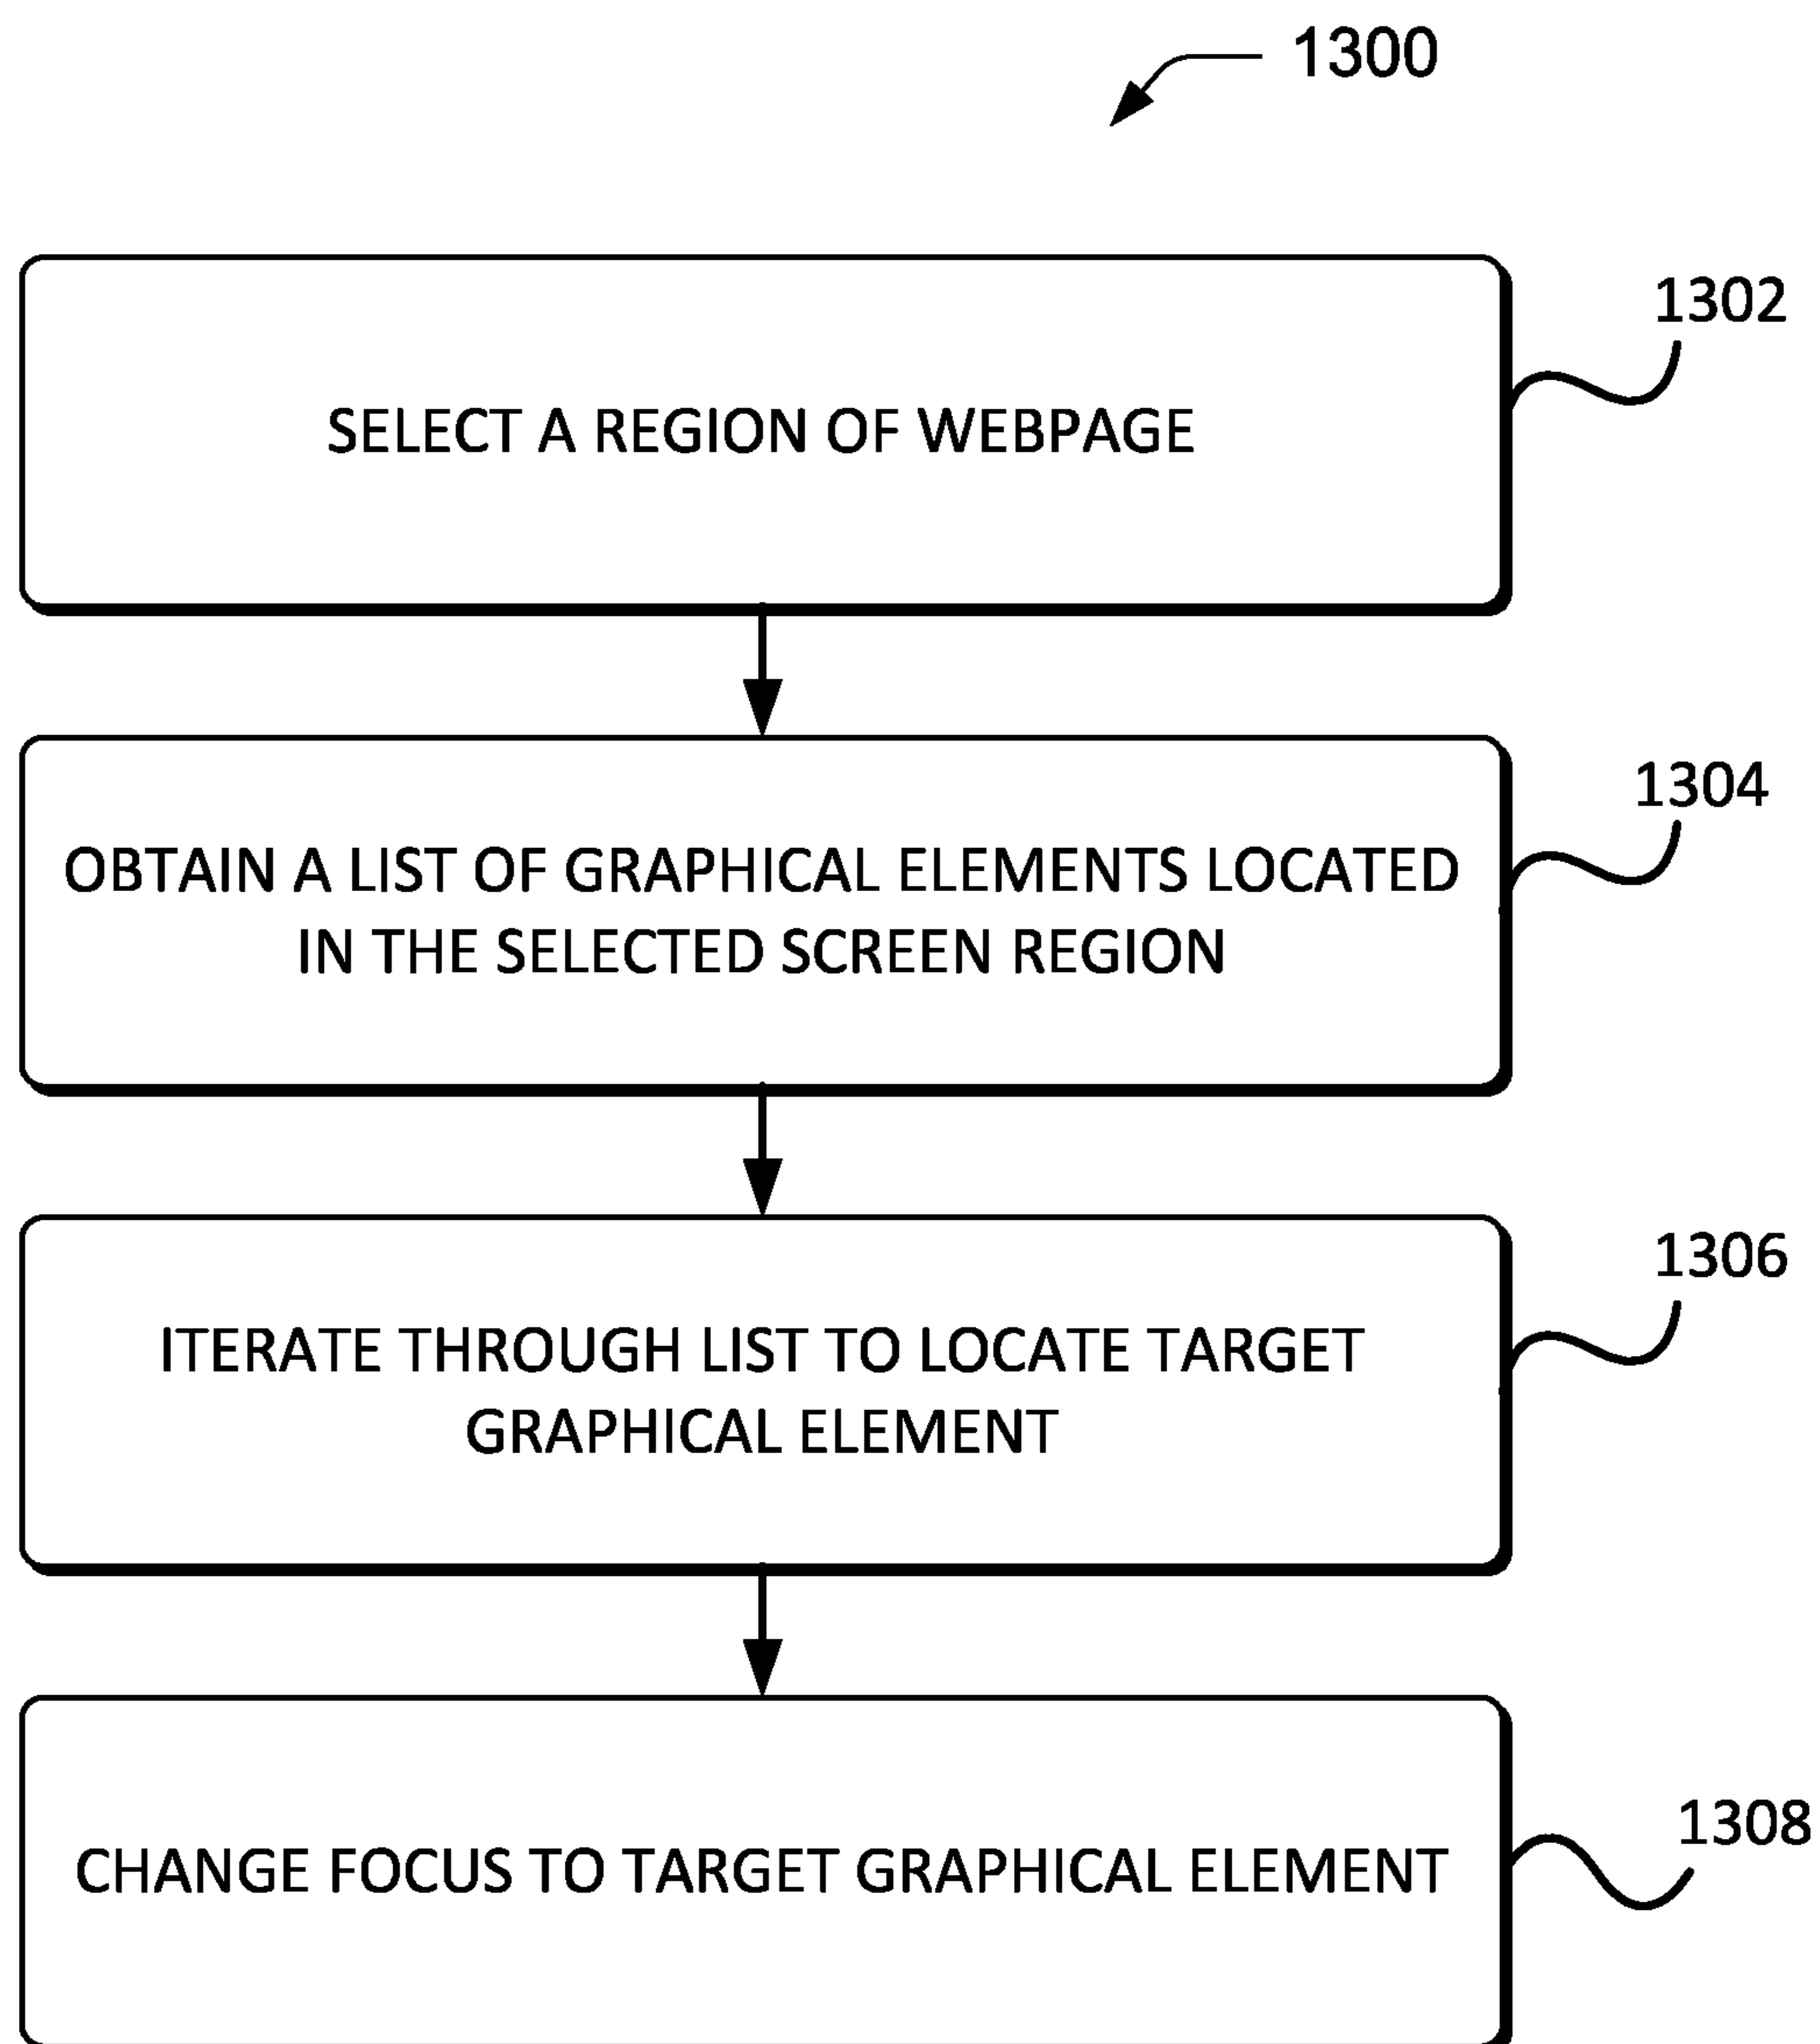 1300
1302
SELECT A REGION OF WEBPAGE
1304
OBTAIN A LIST OF GRAPHICAL ELEMENTS LOCATED
IN THE SELECTED SCREEN REGION
1306
ITERATE THROUGH LIST TO LOCATE TARGET
GRAPHICAL ELEMENT
1308
CHANGE FOCUS TO TARGET GRAPHICAL ELEMENT